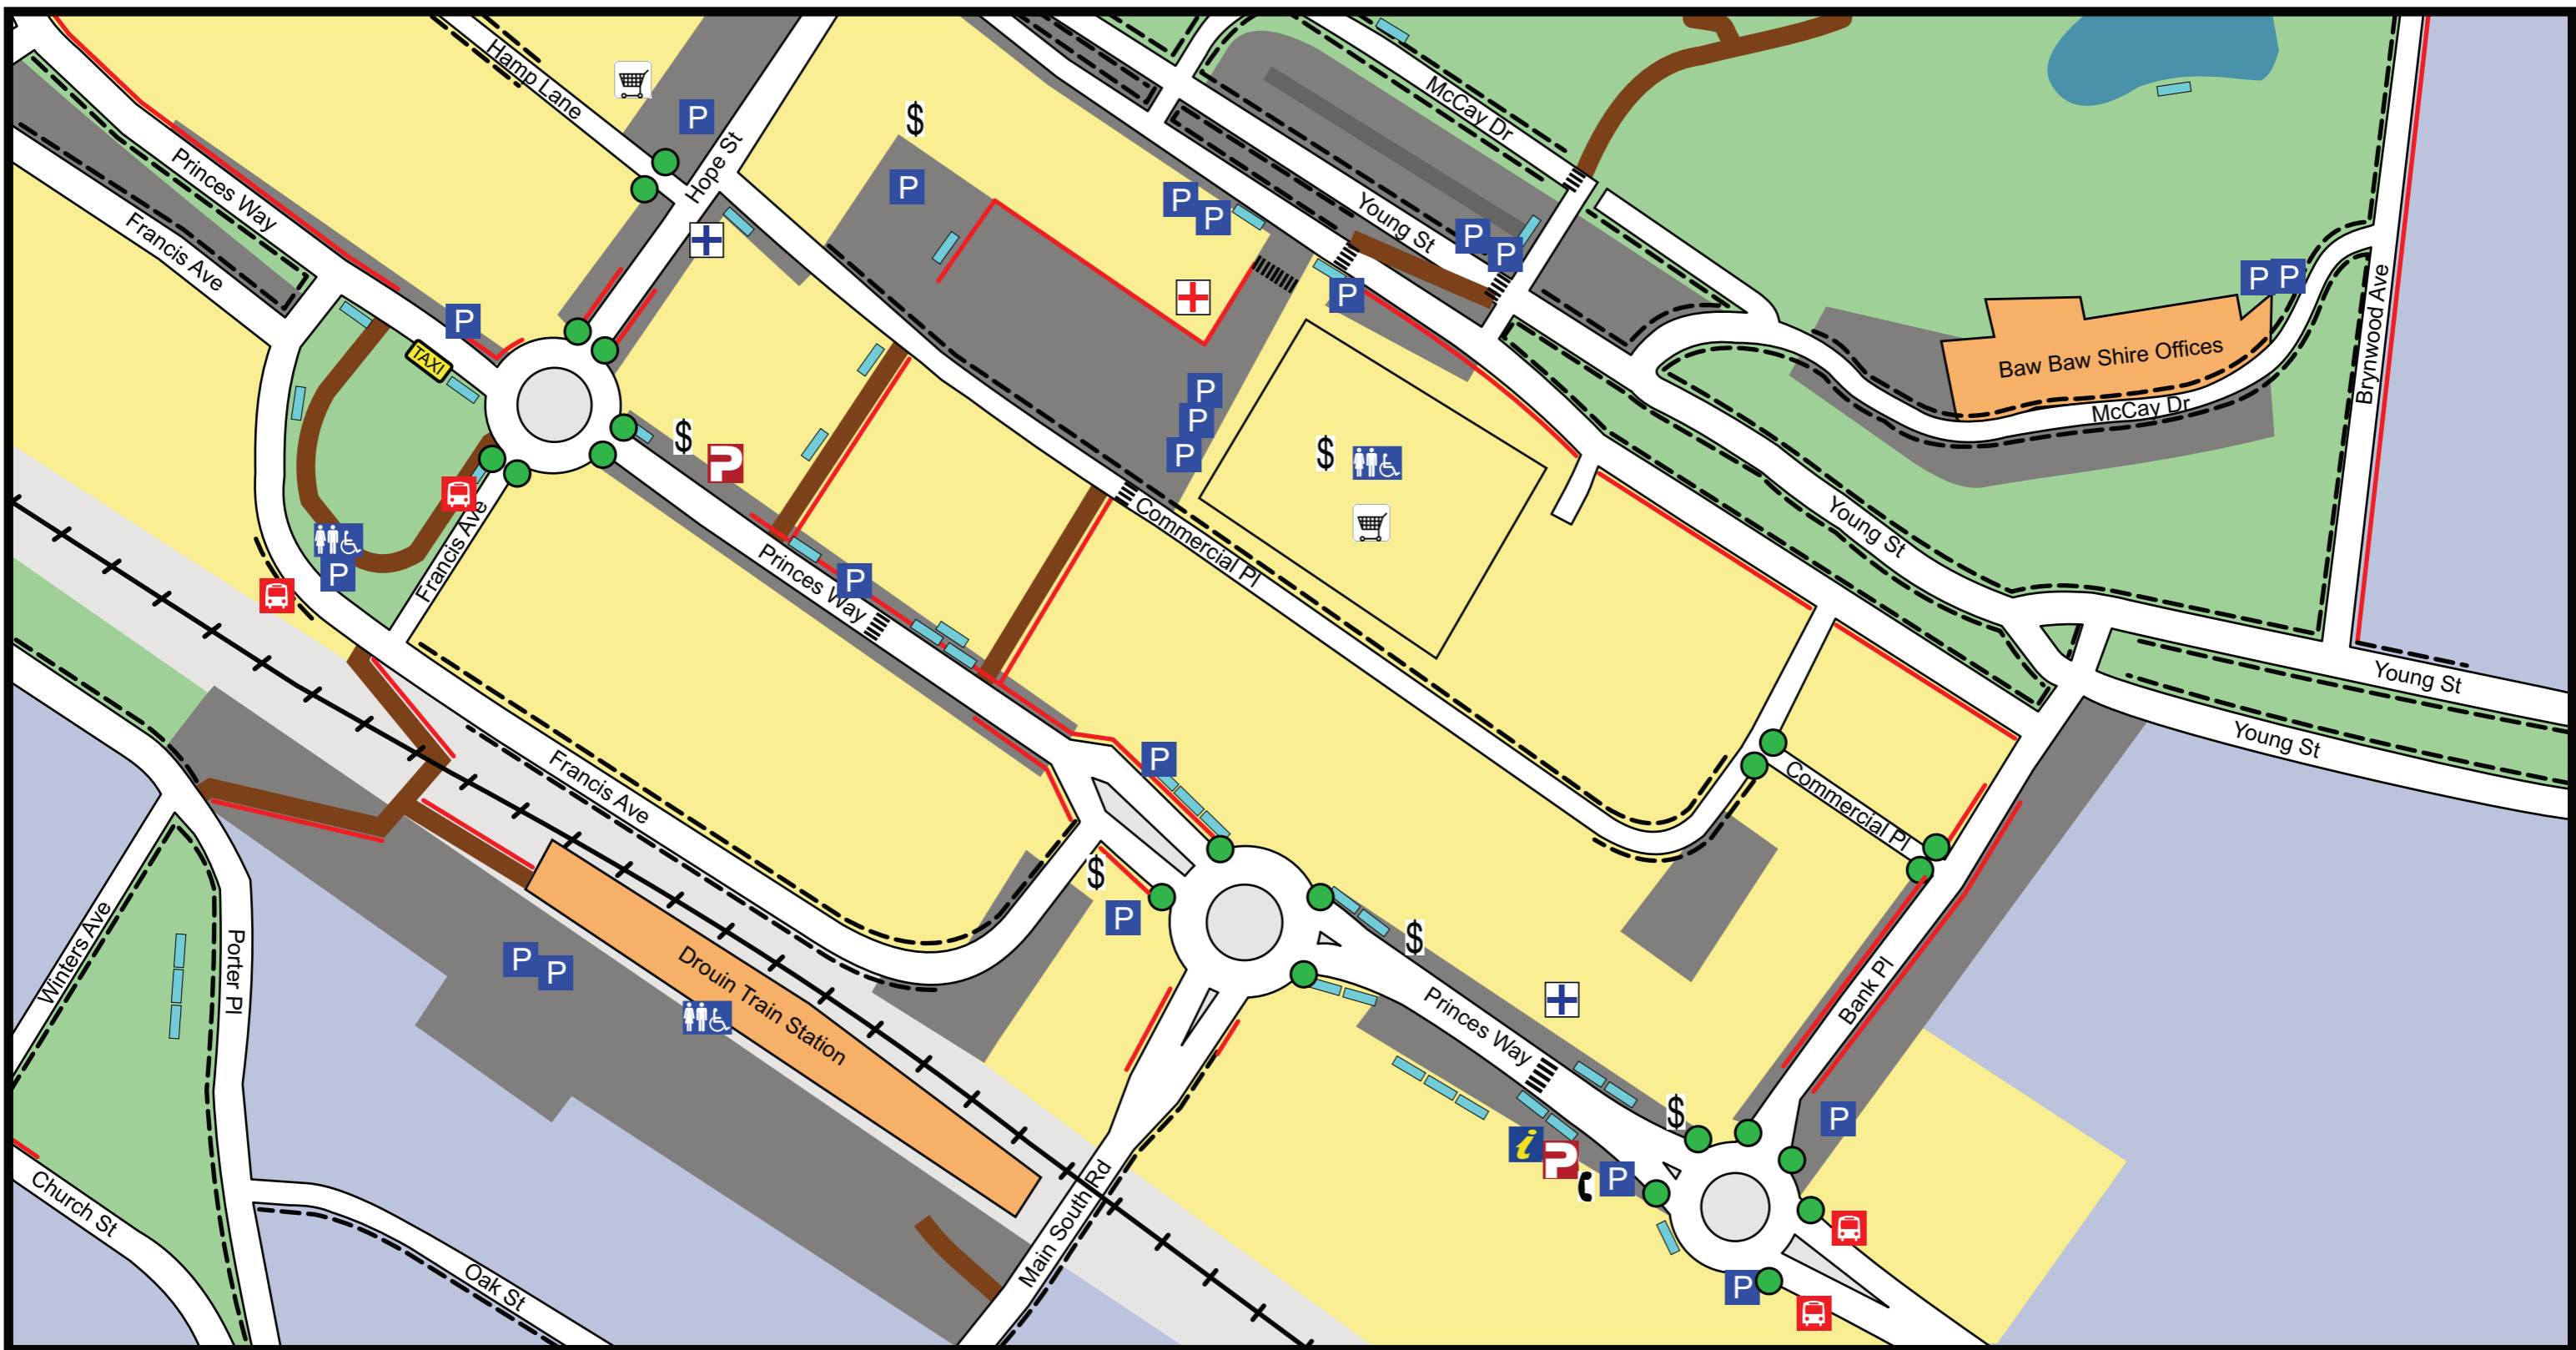 Hamp Lane
P
Hope St
$
P
McCay Dr
Princes Way
Francis Ave
P
P
Young St
P
P
P
P
P
Baw Baw Shire Offices
Brynwood Ave
McCay Dr
P
TAXI
$
P
P
P
P
$
Francis Ave
P
Princes Way
P
Commercial Pl
Young St
Young St
Young St
Francis Ave
P
Commercial Pl
$
P
Winters Ave
Porter Pl
P
P
Drouin Train Station
$
Princes Way
Bank Pl
$
P
i
P
P
Main South Rd
Church St
Oak St
P